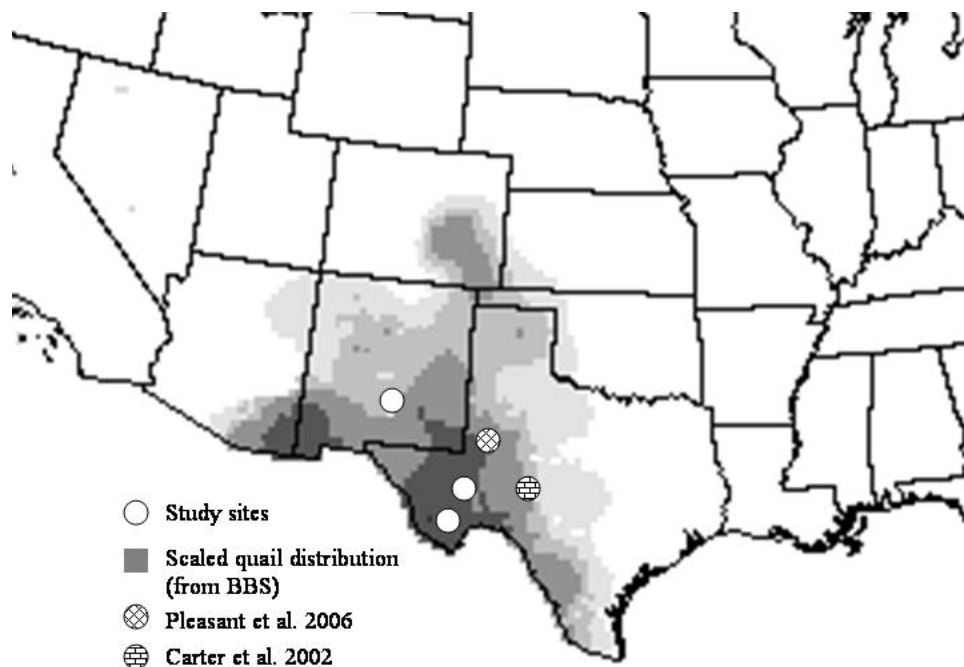 Study sites
Scaled quail distribution
(from BBS)
Pleasant et al. 2006
Carter et al. 2002